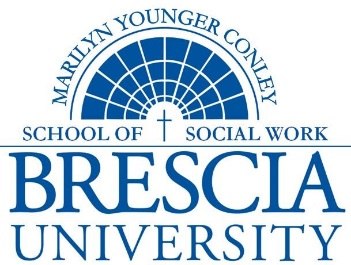 MARILYN YOUNGER CONLEY
SCHOOL OF SOCIAL WORK
BRESCIA
UNIVERSITY